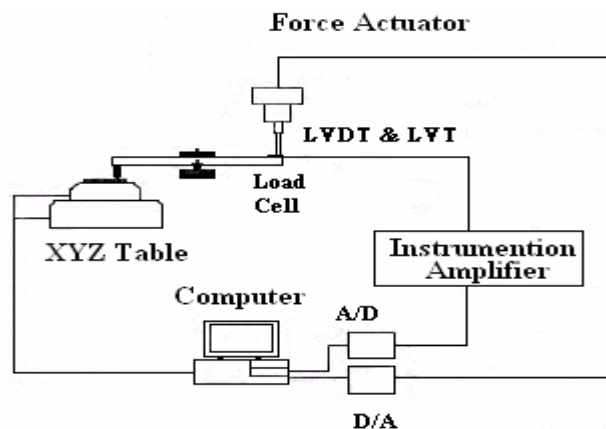 Force Actuator
LVDT & LVT
Load
Cell
XYZ Table
Instrumention
Amplifier
Computer
A/D
D/A